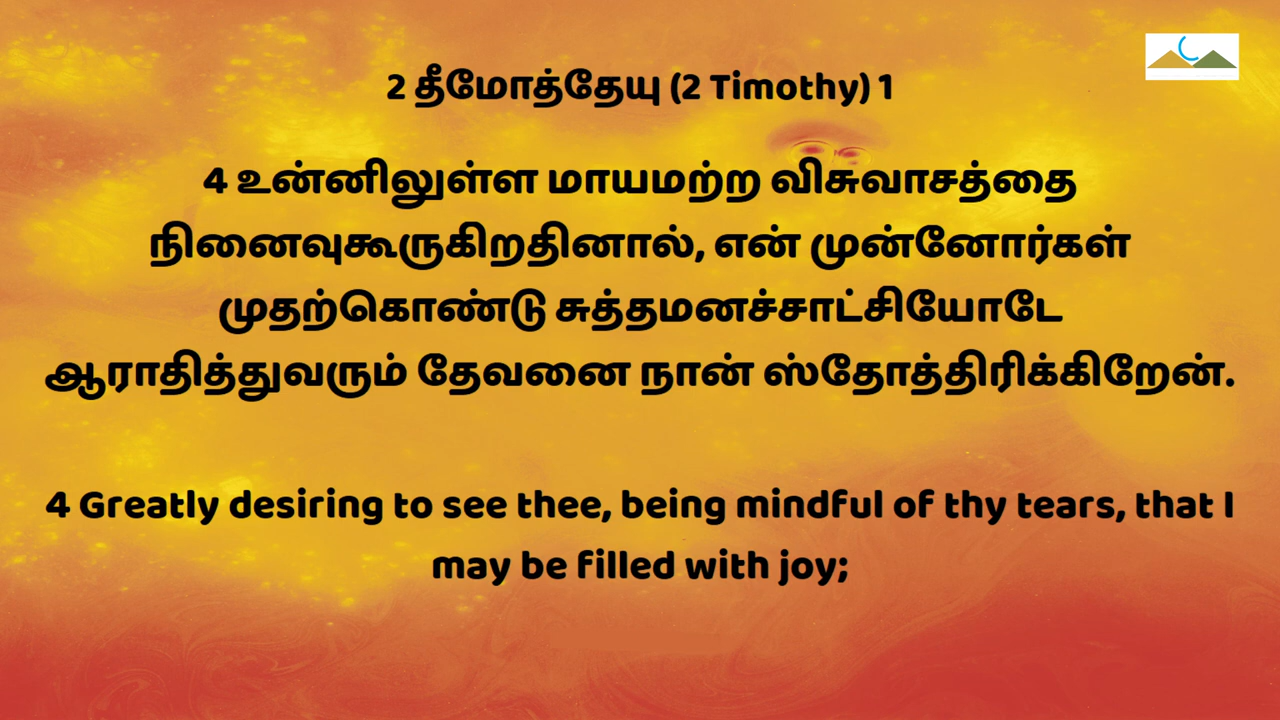 2 தீமோத்தேயு (2 Timothy) 1
4 உன்னிலுள்ள மாயமற்ற விசுவாசத்தை
நினைவுகூருகிறதினால், என் முன்னோர்கள்
முதற்கொண்டு சுத்தமனச்சாட்சியோடே
ஆராதித்துவரும் தேவனை நான் ஸ்தோத்திரிக்கிறேன்.
4 Greatly desiring to see thee, being mindful of thy tears, that I
may be filled with joy;